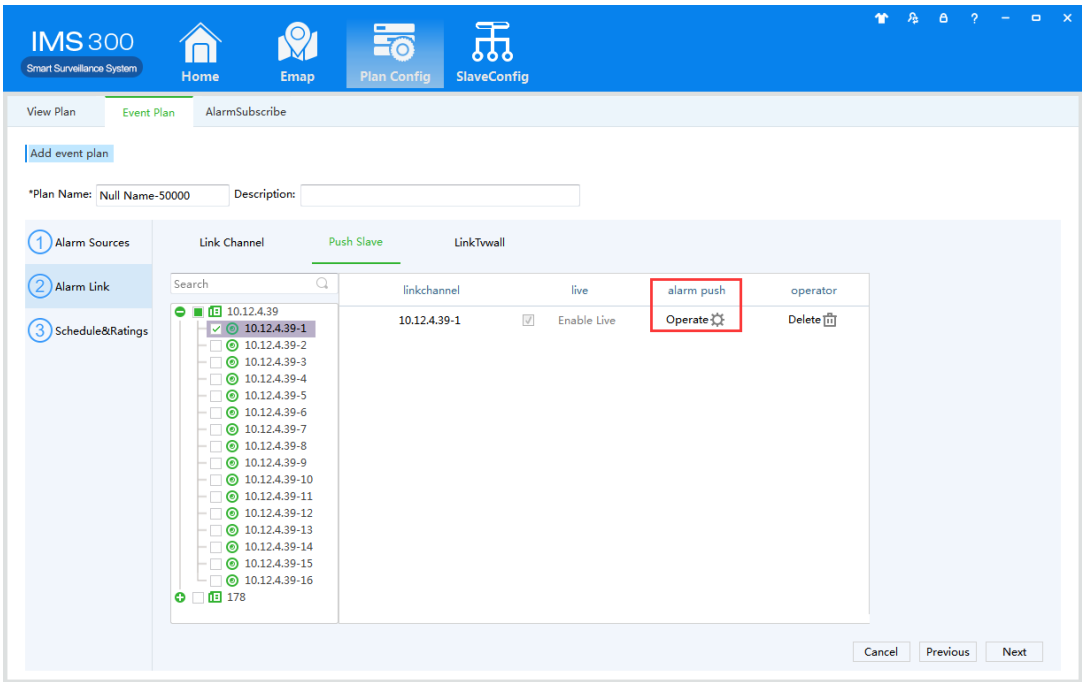 IMS 300
Smart Surveillance System
Home
Emap
Plan Config
SlaveConfig
?
View Plan
Event Plan
AlarmSubscribe
Add event plan
*Plan Name: Null Name-50000 Description:
1 Alarm Sources
2 Alarm Link
3 Schedule&Ratings
Link Channel
Push Slave
LinkTvwall
Search
10.12.4.39
10.12.4.39-1
10.12.4.39-2
10.12.4.39-3
10.12.4.39-4
10.12.4.39-5
10.12.4.39-6
10.12.4.39-7
10.12.4.39-8
10.12.4.39-9
10.12.4.39-10
10.12.4.39-11
10.12.4.39-12
10.12.4.39-13
10.12.4.39-14
10.12.4.39-15
10.12.4.39-16
178
linkchannel live alarm push operator
10.12.4.39-1 Enable Live Operate Delete
Cancel Previous Next